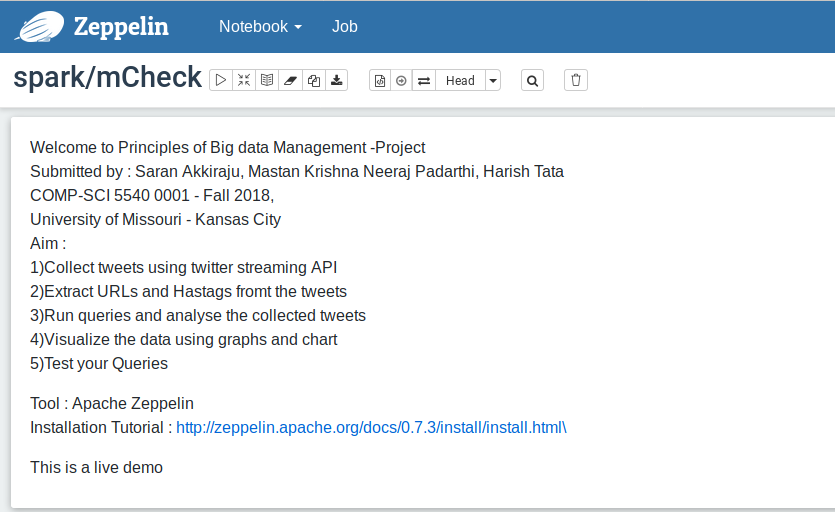 Zeppelin
Notebook Job
spark/mCheck
Head
Welcome to Principles of Big data Management -Project
Submitted by : Saran Akkiraju, Mastan Krishna Neeraj Padarthi, Harish Tata
COMP-SCI 5540 0001 - Fall 2018,
University of Missouri - Kansas City
Aim :
1)Collect tweets using twitter streaming API
2)Extract URLs and Hastags fromt the tweets
3)Run queries and analyse the collected tweets
4)Visualize the data using graphs and chart
5)Test your Queries
Tool : Apache Zeppelin
Installation Tutorial : http://zeppelin.apache.org/docs/0.7.3/install/install.html\
This is a live demo